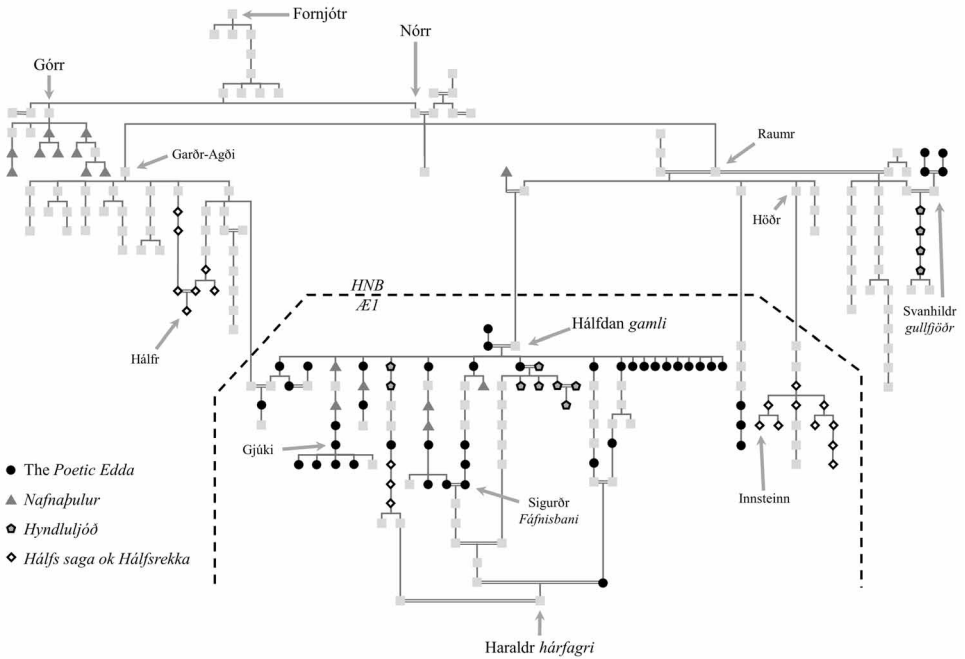 Fornjótr
Nórr
Górr
Raumr
Garðr-Agði
Höðr
HNB
Æ1
Svanhildr
gullfjöðr
Hálfdan gamli
Hálfr
Gjúki
The Poetic Edda
Nafnaþulur
Hyndluljóð
Hálfs saga ok Hálfsrekka
Innsteinn
Sigurðr
Fáfnisbani
Haraldr hárfagri